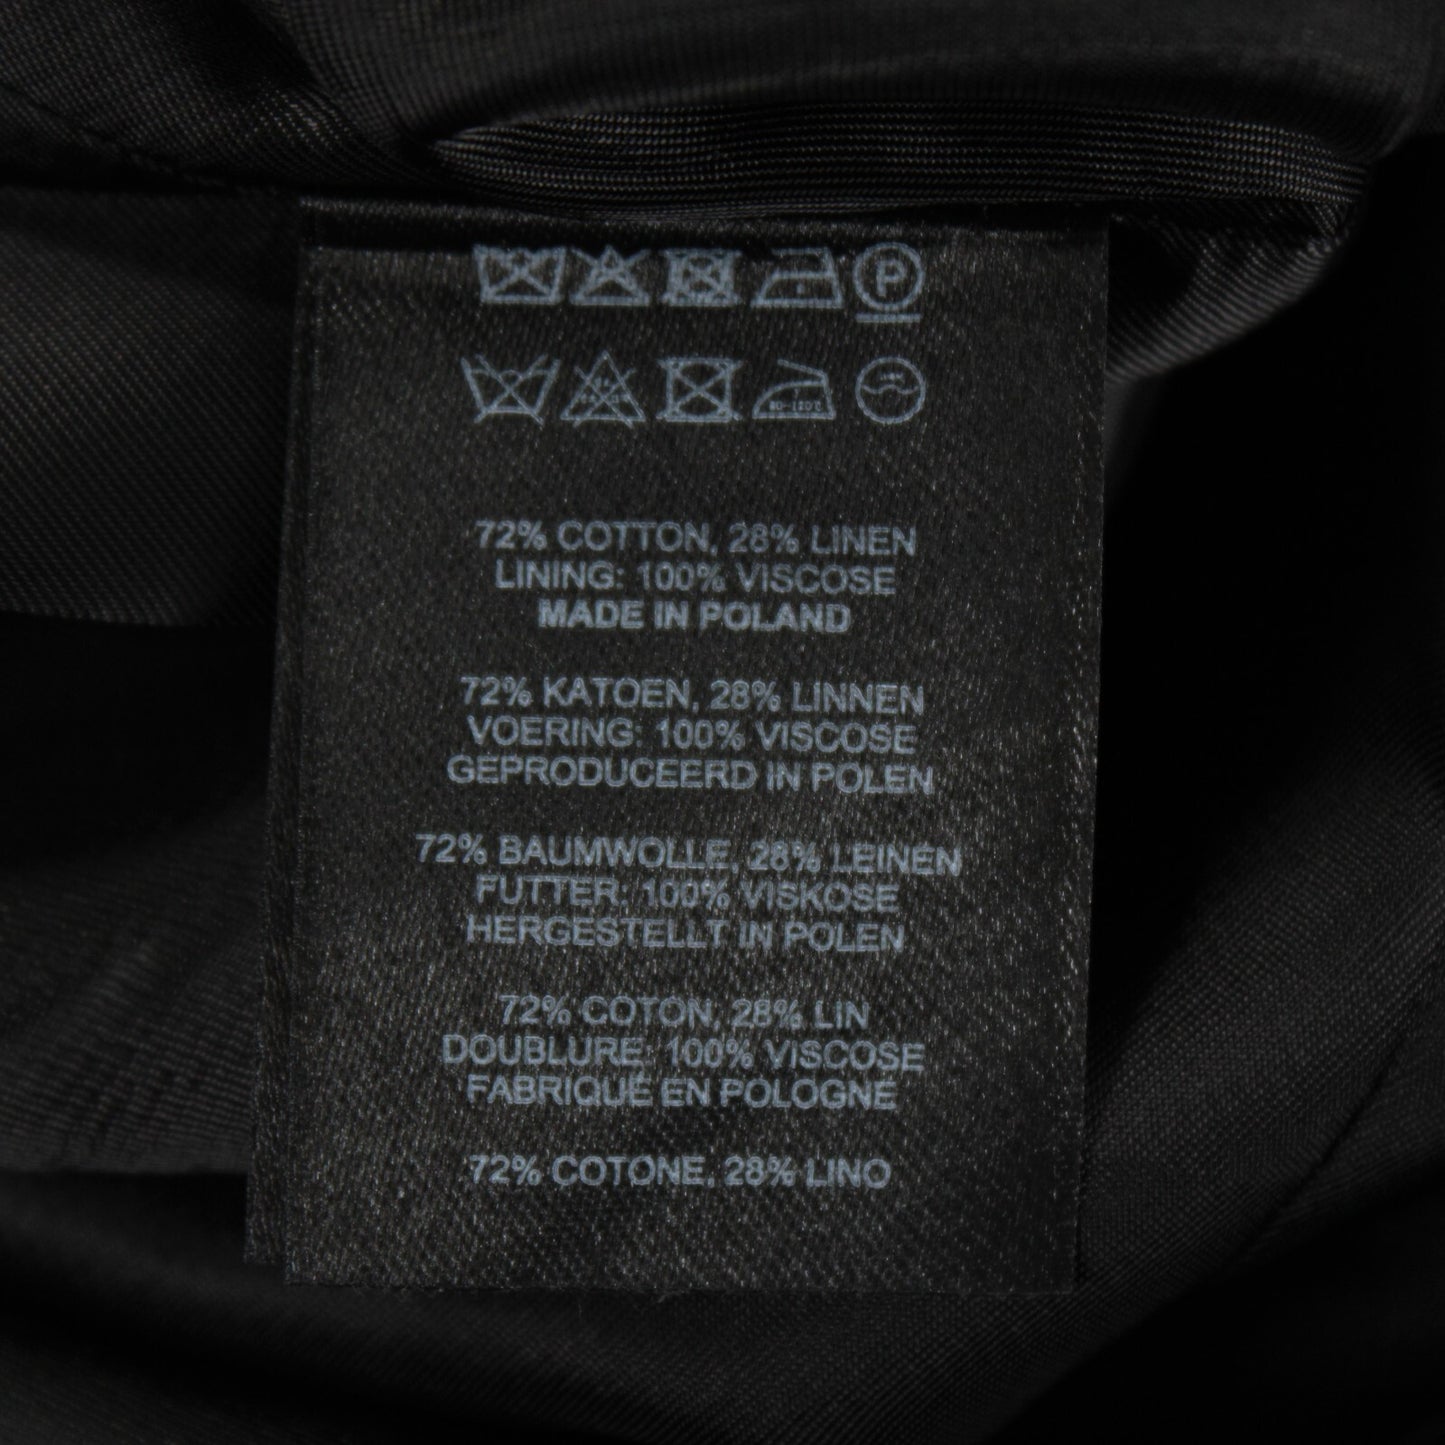 P
72% COTTON, 28% LINEN
LINING: 100% VISCOSE
MADE IN POLAND
72% KATOEN, 28% LINNEN
VOERING: 100% VISCOSE
GEPRODUCEERD IN POLEN
72% BAUMWOLLE, 28% LEINEN
FUTTER: 100% VISKOSE
HERGESTELLT IN POLEN
72% COTON, 28% LIN
DOUBLURE: 100% VISCOSE
FABRIQUÉ EN POLOGNE
72% COTONE, 28% LINO